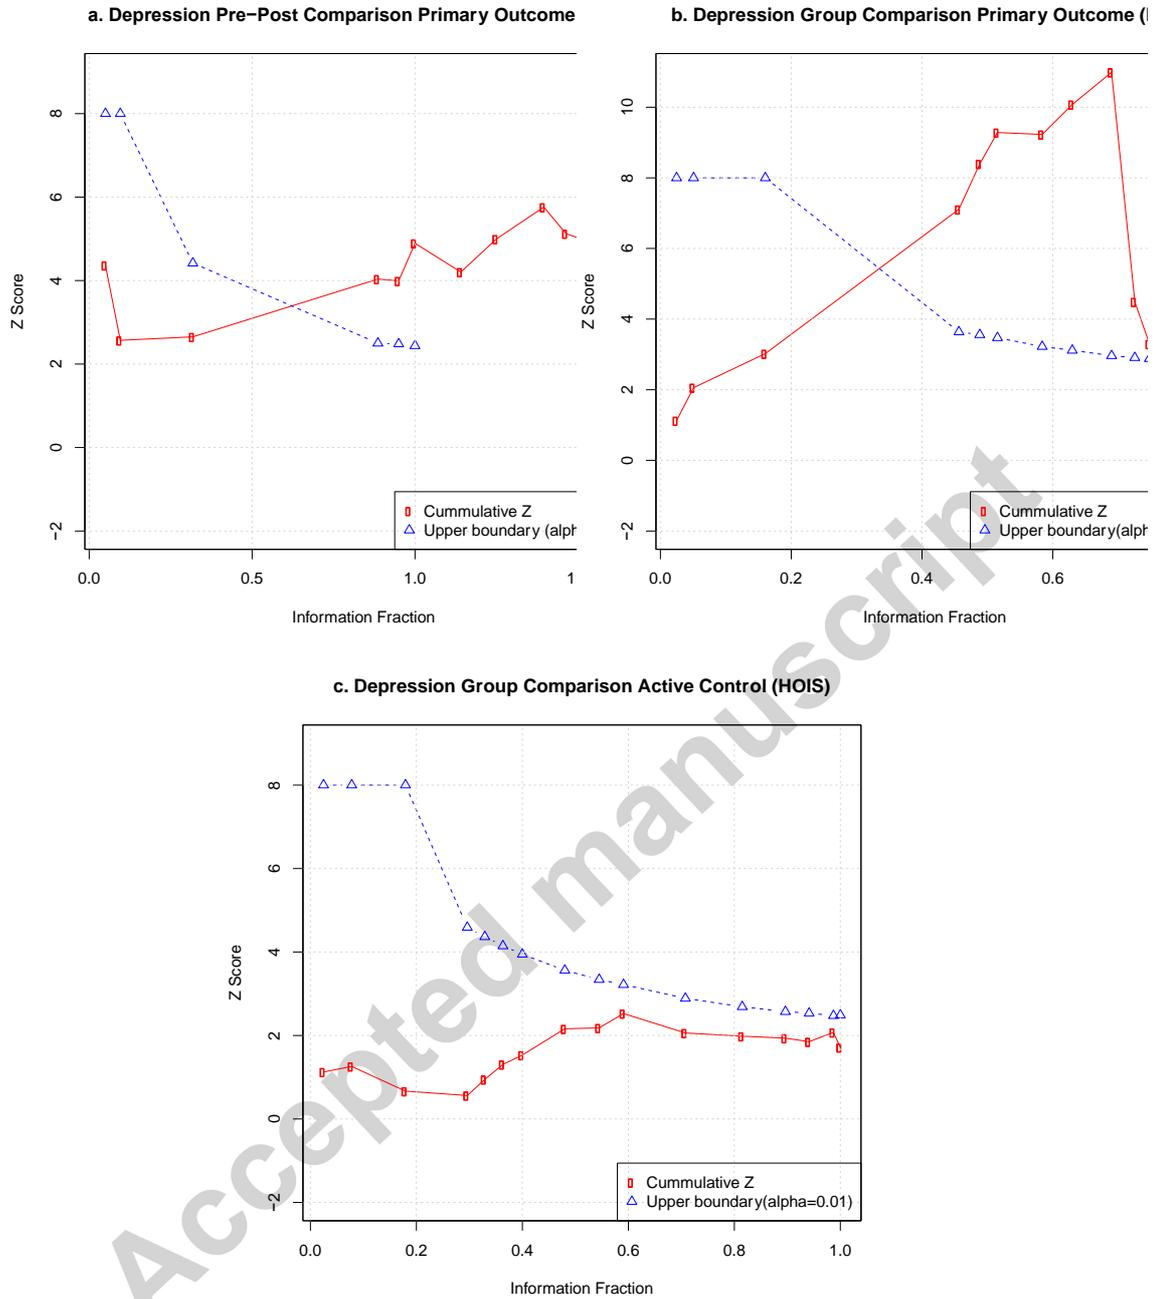 a. Depression Pre−Post Comparison Primary Outcome
8
6
4
2
0
−2
Z Score
0.0 0.5 1.0 1
Information Fraction
Cummulative Z
Upper boundary (alph
b. Depression Group Comparison Primary Outcome (
10
8
6
4
2
0
−2
Z Score
0.0 0.2 0.4 0.6
Information Fraction
Cummulative Z
Upper boundary(alph
c. Depression Group Comparison Active Control (HOIS)
8
6
4
2
0
−2
Z Score
0.0 0.2 0.4 0.6 0.8 1.0
Information Fraction
Cummulative Z
Upper boundary(alpha=0.01)
Accepted manuscript